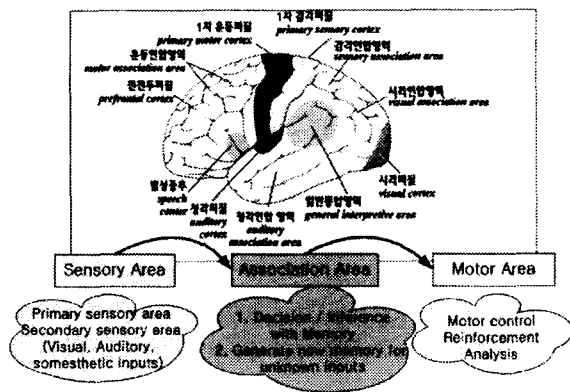 1차 운동피질
primary motor cortex
1차 감각피질
primary sensory cortex
운동연합영역
motor association area
감각연합영역
sensory association area
전전두피질
prefrontal cortex
시각연합영역
visual association area
speech
center
청각피질
auditory
cortex
청각연합 영역
auditory
association area
일반통합영역
general interpretive area
시각피질
visual cortex
Sensory Area
Association Area
Motor Area
Primary sensory area
Secondary sensory area
(Visual, Auditory,
somesthetic inputs)
1. Decision / Inference
with Memory
2. Generate new memory for
unknown inputs
Motor control
Reinforcement
Analysis